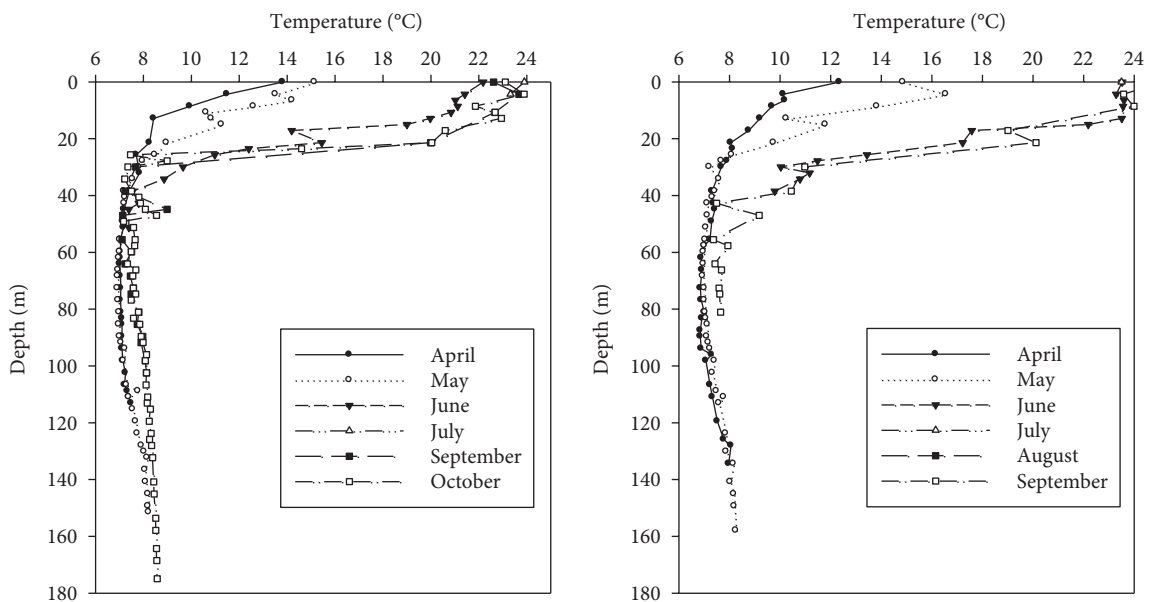 Temperature (°C)
6 8 10 12 14 16 18 20 22 24
0
20
40
60
80
100
120
140
160
180
Depth (m)
April
May
June
July
September
October
Temperature (°C)
6 8 10 12 14 16 18 20 22 24
0
20
40
60
80
100
120
140
160
180
Depth (m)
April
May
June
July
August
September